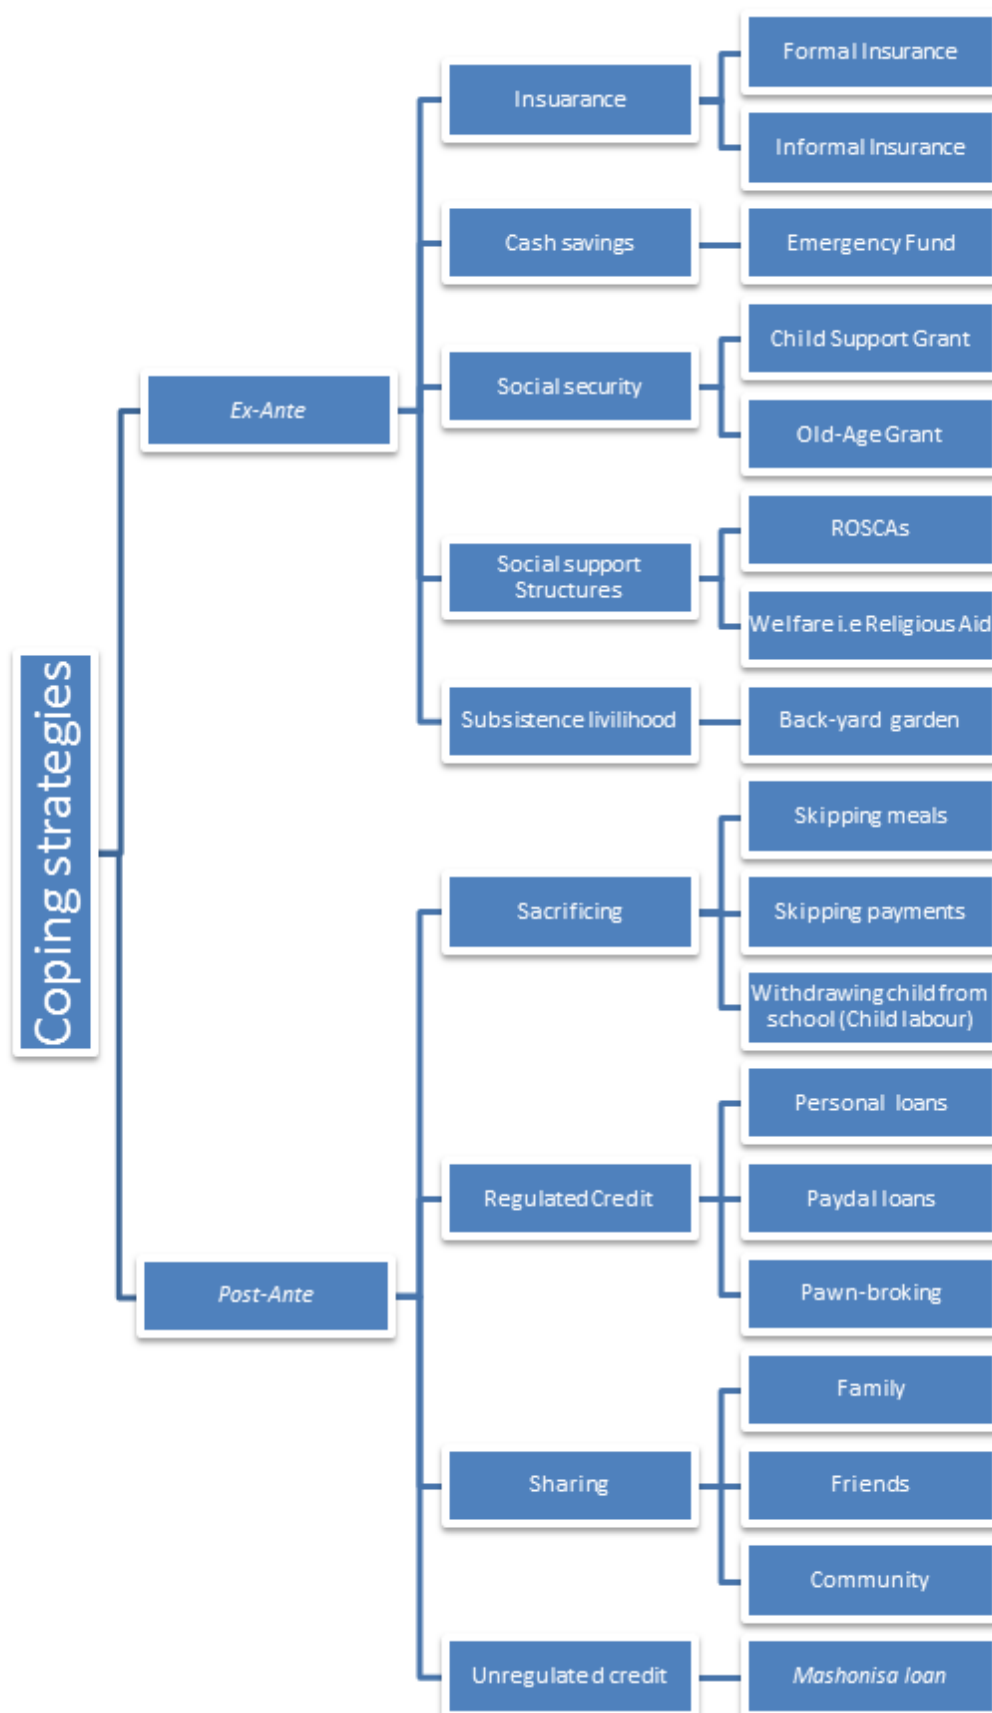 Coping strategies
Ex-Ante
Insuarance
Formal Insurance
Informal Insurance
Cash savings
Emergency Fund
Social security
Child Support Grant
Old-Age Grant
Social support
Structures
ROSCAs
Welfare i.e Religious Aid
Subsistence livilihood
Back-yard garden
Post-Ante
Sacrificing
Skipping meals
Skipping payments
Withdrawing child from
school (Child labour)
Regulated Credit
Personal loans
Paydal loans
Pawn-broking
Sharing
Family
Friends
Community
Unregulated credit
Mashonisa loan